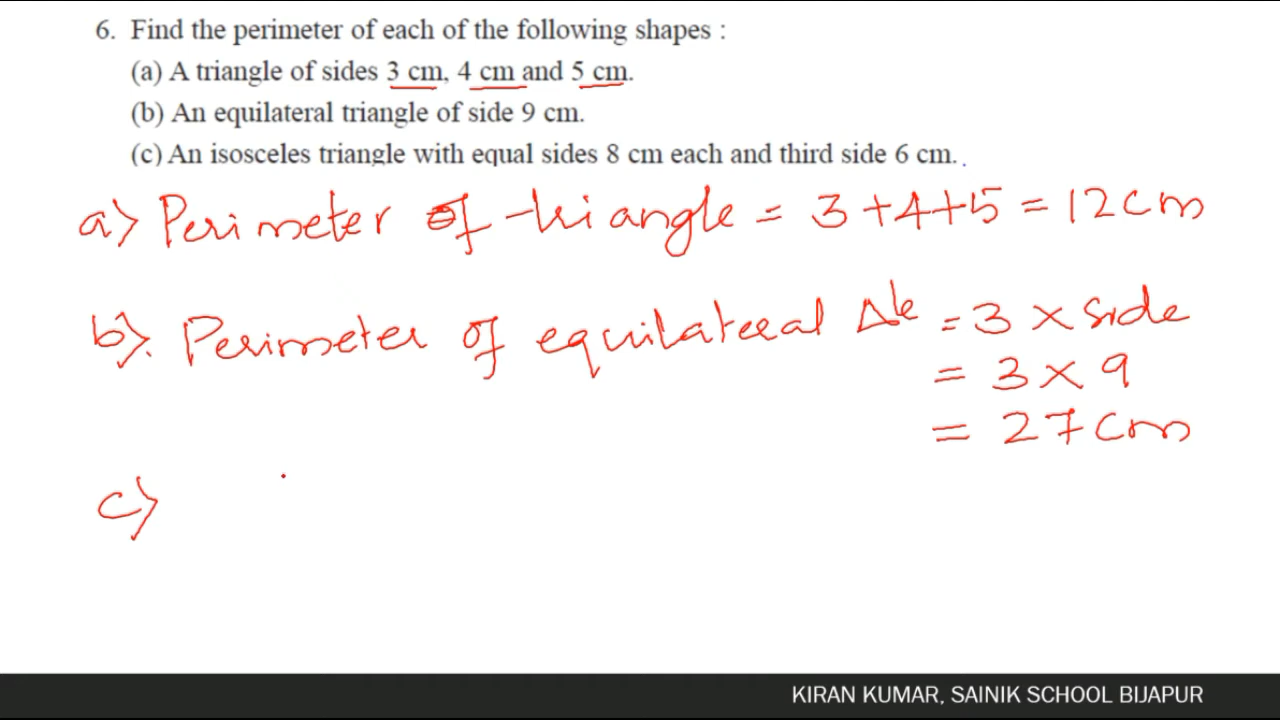 6. Find the perimeter of each of the following shapes :
(a) A triangle of sides 3 cm, 4 cm and 5 cm.
(b) An equilateral triangle of side 9 cm.
(c) An isosceles triangle with equal sides 8 cm each and third side 6 cm. .
a) Perimeter of triangle = 3+4+5 = 12cm
b). Perimeter of equilateral Δle = 3 × side
= 3 × 9
= 27cm
c)
KIRAN KUMAR, SAINIK SCHOOL BIJAPUR